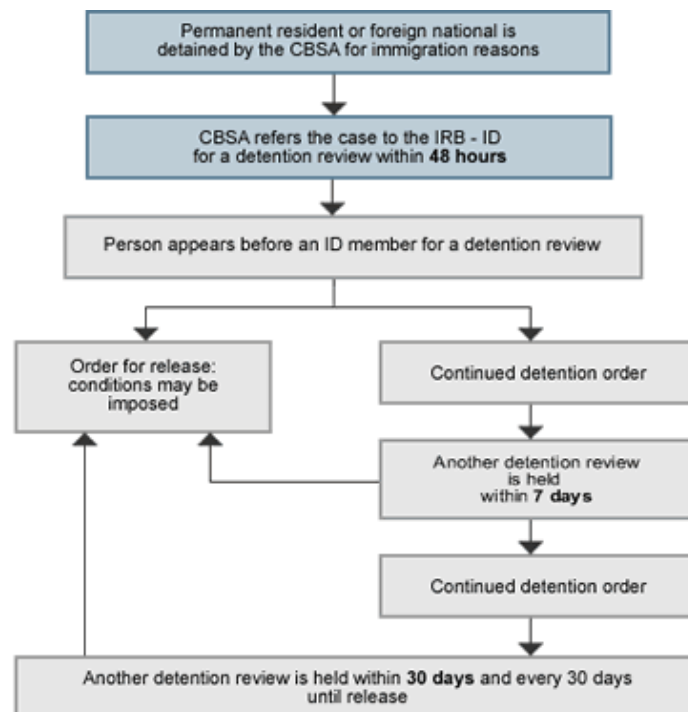 Permanent resident or foreign national is
detained by the CBSA for immigration reasons
CBSA refers the case to the IRB - ID
for a detention review within 48 hours
Person appears before an ID member for a detention review
Order for release:
conditions may be
imposed
Continued detention order
Another detention review
is held
within 7 days
Continued detention order
Another detention review is held within 30 days and every 30 days
until release